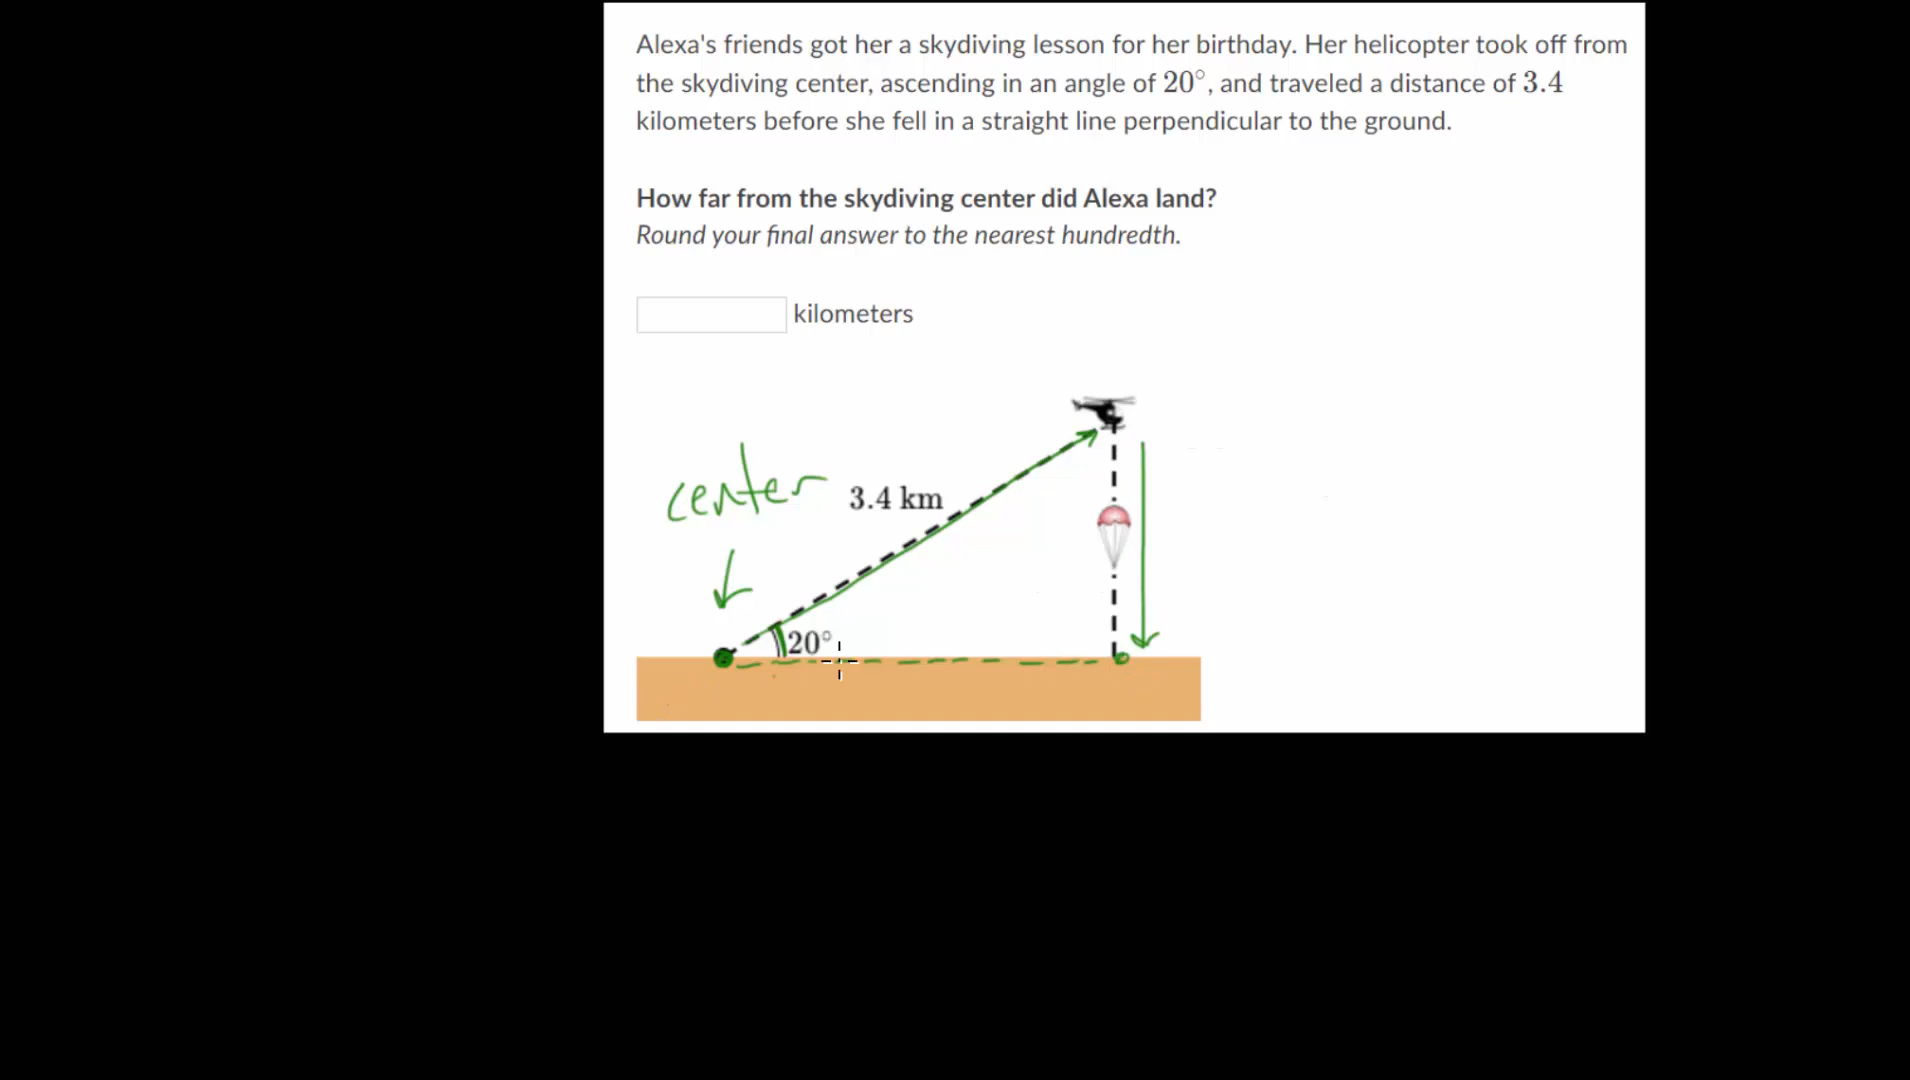 Alexa's friends got her a skydiving lesson for her birthday. Her helicopter took off from
the skydiving center, ascending in an angle of 20°, and traveled a distance of 3.4
kilometers before she fell in a straight line perpendicular to the ground.
How far from the skydiving center did Alexa land?
Round your final answer to the nearest hundredth.
kilometers
center
3.4 km
20°